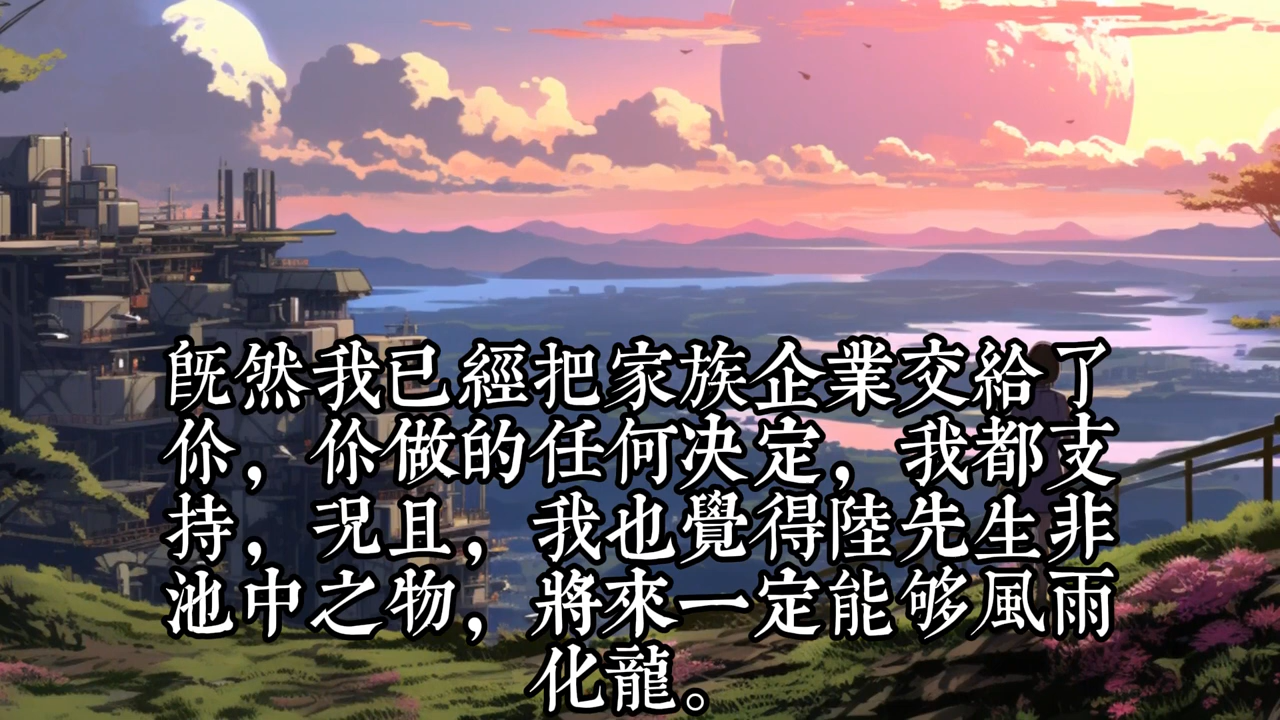 既然我已經把家族企業交給了
你，你做的任何決定，我都支
持，況且，我也覺得陸先生非
池中之物，將來一定能够風雨
化龍。